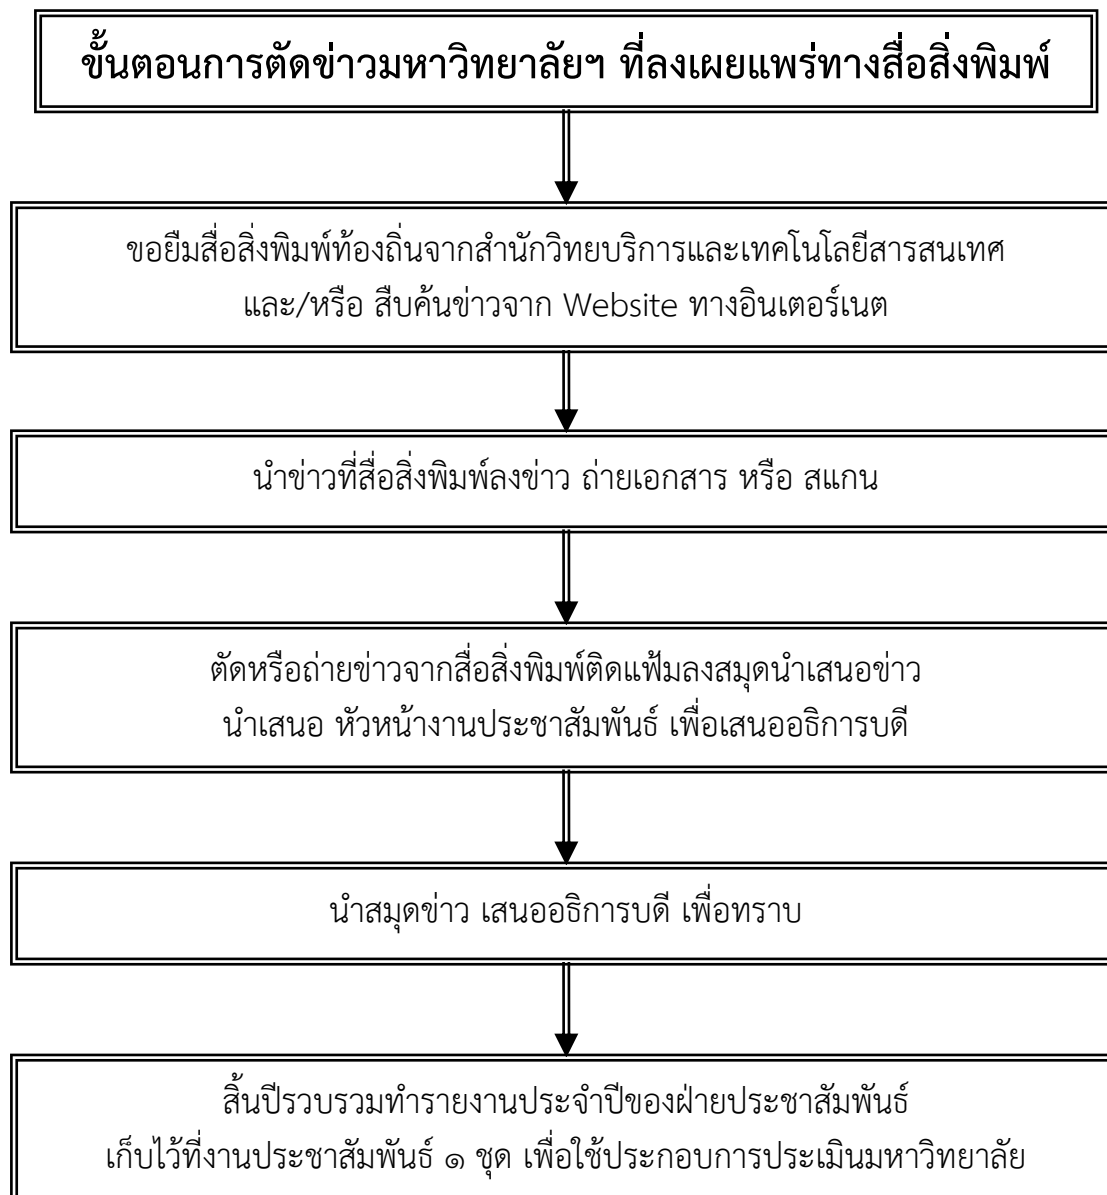 ขั้นตอนการตัดข่าวมหาวิทยาลัยฯ ที่ลงเผยแพร่ทางสื่อสิ่งพิมพ์
ขอยืมสื่อสิ่งพิมพ์ท้องถิ่นจากสำนักวิทยบริการและเทคโนโลยีสารสนเทศ
และ/หรือ สืบค้นข่าวจาก Website ทางอินเตอร์เนต
นำข่าวที่สื่อสิ่งพิมพ์ลงข่าว ถ่ายเอกสาร หรือ สแกน
ตัดหรือถ่ายข่าวจากสื่อสิ่งพิมพ์ติดแฟ้มลงสมุดนำเสนอข่าว
นำเสนอ หัวหน้างานประชาสัมพันธ์ เพื่อเสนออธิการบดี
นำสมุดข่าว เสนออธิการบดี เพื่อทราบ
สิ้นปีรวบรวมทำรายงานประจำปีของฝ่ายประชาสัมพันธ์
เก็บไว้ที่งานประชาสัมพันธ์ ๑ ชุด เพื่อใช้ประกอบการประเมินมหาวิทยาลัย